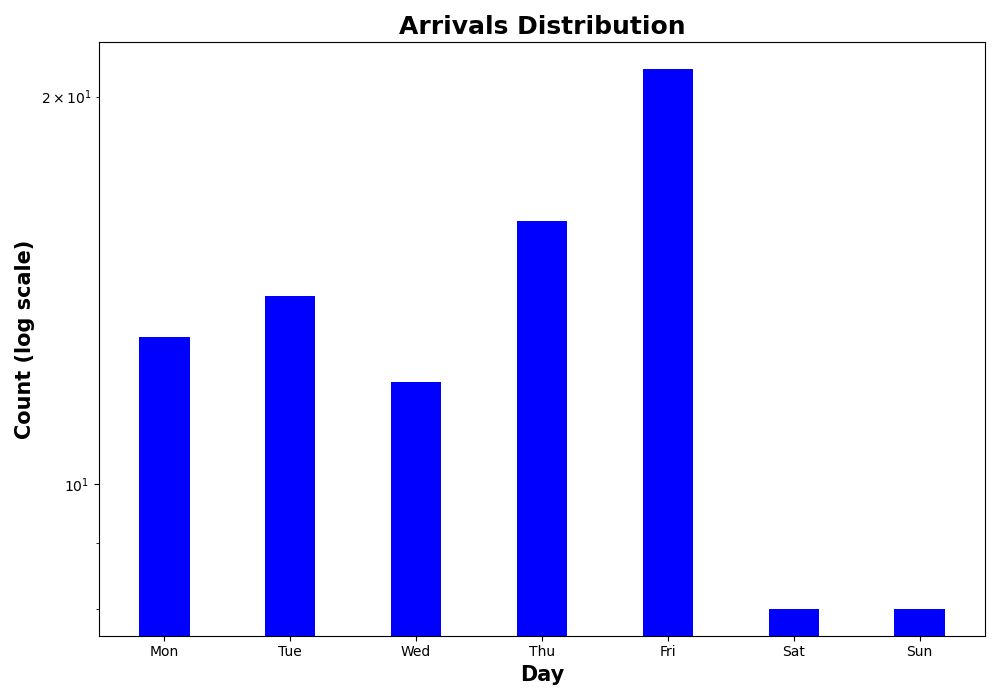 Arrivals Distribution
Count (log scale)
2 × 10¹
10¹
Mon Tue Wed Thu Fri Sat Sun
Day